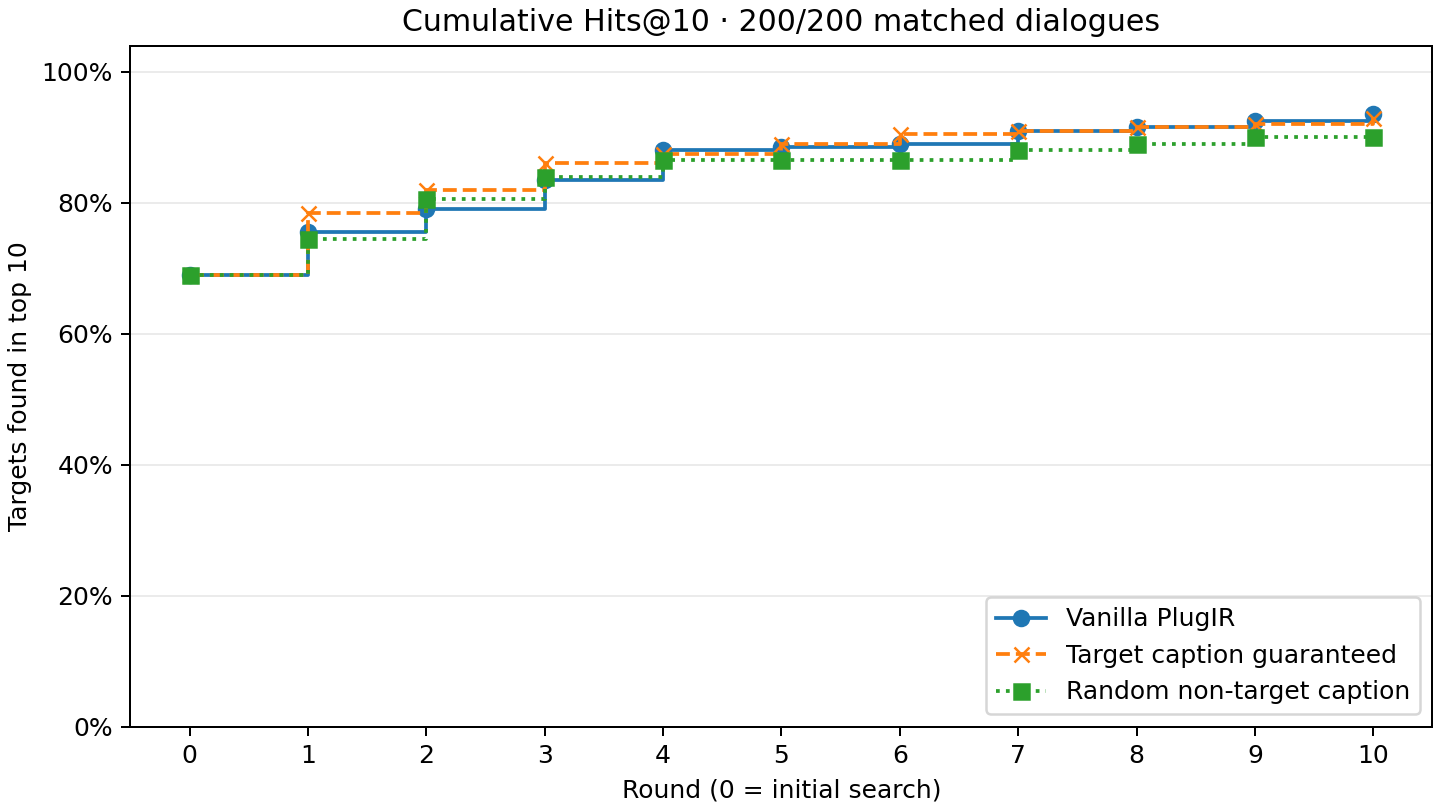 Cumulative Hits@10 · 200/200 matched dialogues
Targets found in top 10
100%
80%
60%
40%
20%
0%
0 1 2 3 4 5 6 7 8 9 10
Round (0 = initial search)
Vanilla PlugIR
Target caption guaranteed
Random non-target caption